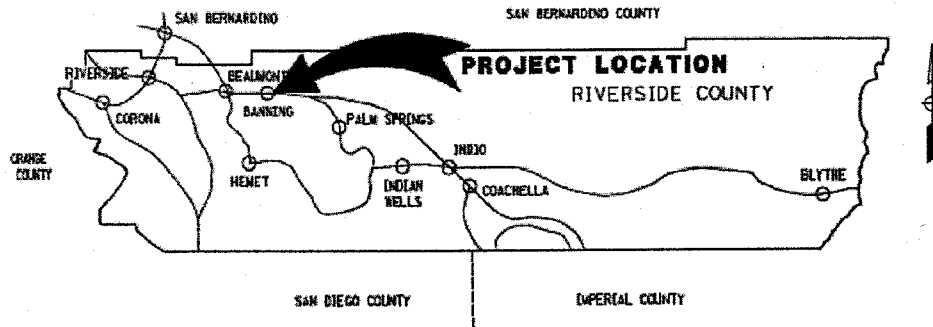 SAN BERNARDINO
SAN BERNARDINO COUNTY
RIVERSIDE
BEAUMONT
PROJECT LOCATION
RIVERSIDE COUNTY
BANNING
CORONA
PALM SPRINGS
ORANGE
COUNTY
INDIO
HEMET
INDIAN
WELLS
COACHELLA
BLYTHE
SAN DIEGO COUNTY
IMPERIAL COUNTY